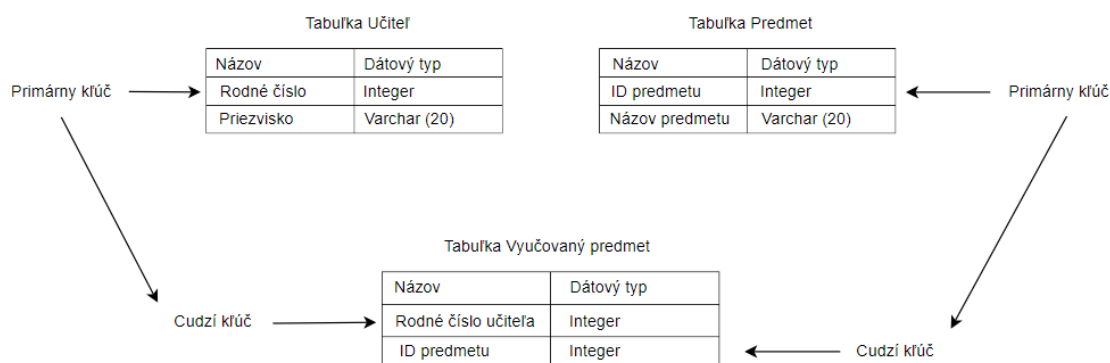 Tabuľka Učiteľ
Tabuľka Predmet
Názov Dátový typ
Názov Dátový typ
Primárny kľúč
Rodné číslo Integer
ID predmetu Integer
Primárny kľúč
Priezvisko Varchar (20)
Názov predmetu Varchar (20)
Tabuľka Vyučovaný predmet
Názov Dátový typ
Cudzí kľúč
Rodné číslo učiteľa Integer
ID predmetu Integer
Cudzí kľúč